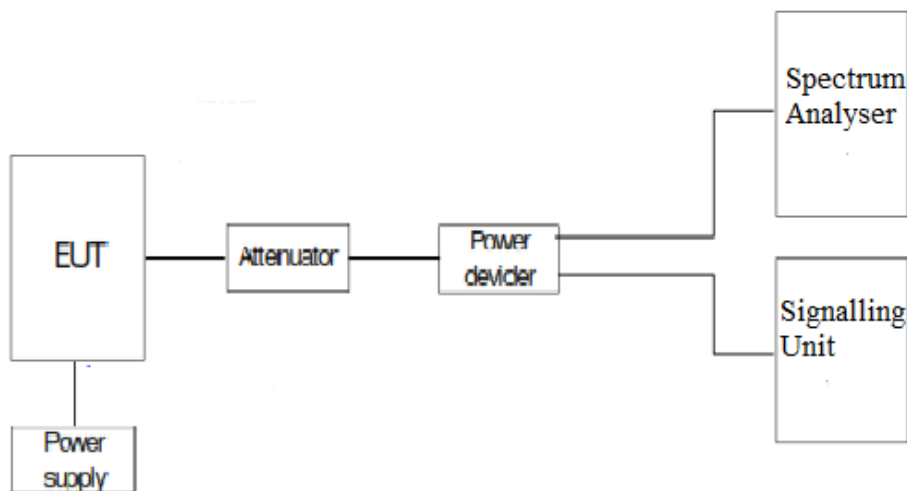 Spectrum
Analyser
EUT
Attenuator
Power
devider
Signalling
Unit
Power
supply